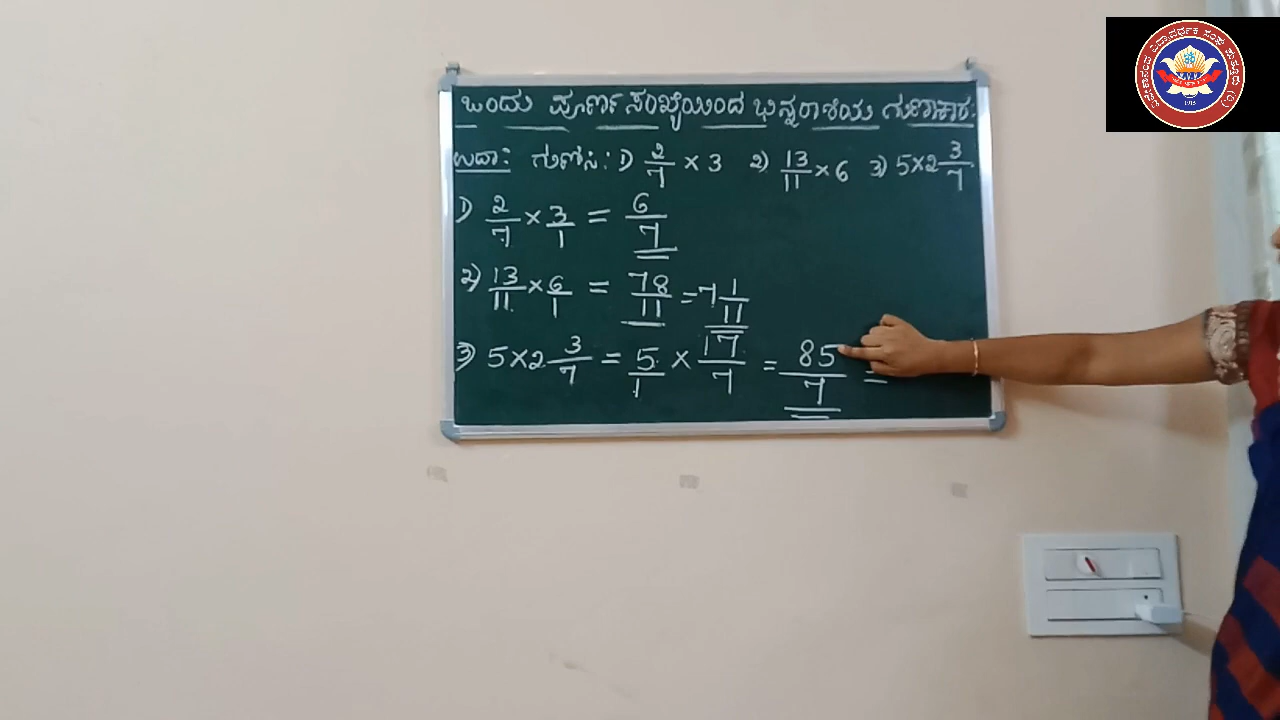 ಒಂದು ಪೂರ್ಣಸಂಖ್ಯೆಯಿಂದ ಭಿನ್ನರಾಶಿಯ ಗುಣಾಕಾರ.
ಉದಾ: ಗುಣಿಸಿ: 1) 2/7 × 3 2) 13/11 × 6 3) 5×2 3/7
1) 2/7 × 3/1 = 6/7
2) 13/11 × 6/1 = 78/11 = 7 1/11
3) 5×2 3/7 = 5/1 × 17/7 = 85/7 =
1915